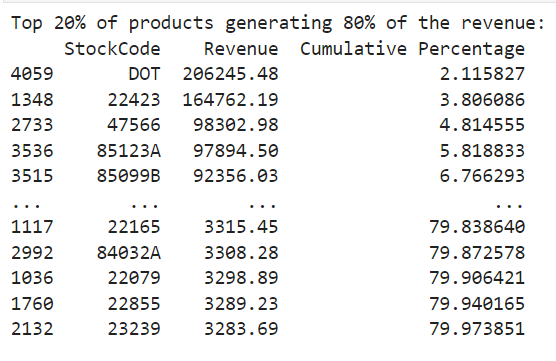 Top 20% of products generating 80% of the revenue:
StockCode Revenue Cumulative Percentage
4059 DOT 206245.48 2.115827
1348 22423 164762.19 3.806086
2733 47566 98302.98 4.814555
3536 85123A 97894.50 5.818833
3515 85099B 92356.03 6.766293
... ... ... ...
1117 22165 3315.45 79.838640
2992 84032A 3308.28 79.872578
1036 22079 3298.89 79.906421
1760 22855 3289.23 79.940165
2132 23239 3283.69 79.973851